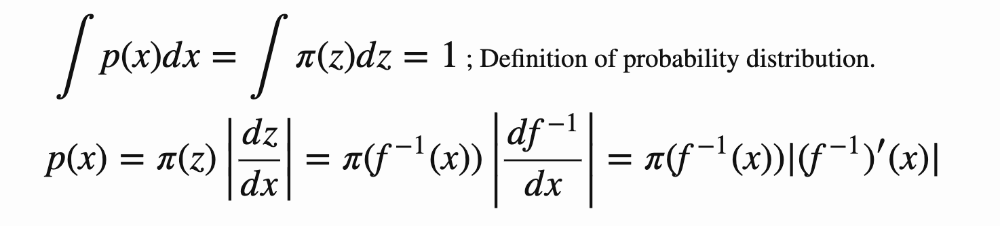 ∫ p(x)dx = ∫ π(z)dz = 1 ; Definition of probability distribution.
p(x) = π(z) |dz/dx| = π(f⁻¹(x)) |df⁻¹/dx| = π(f⁻¹(x))|(f⁻¹)′(x)|